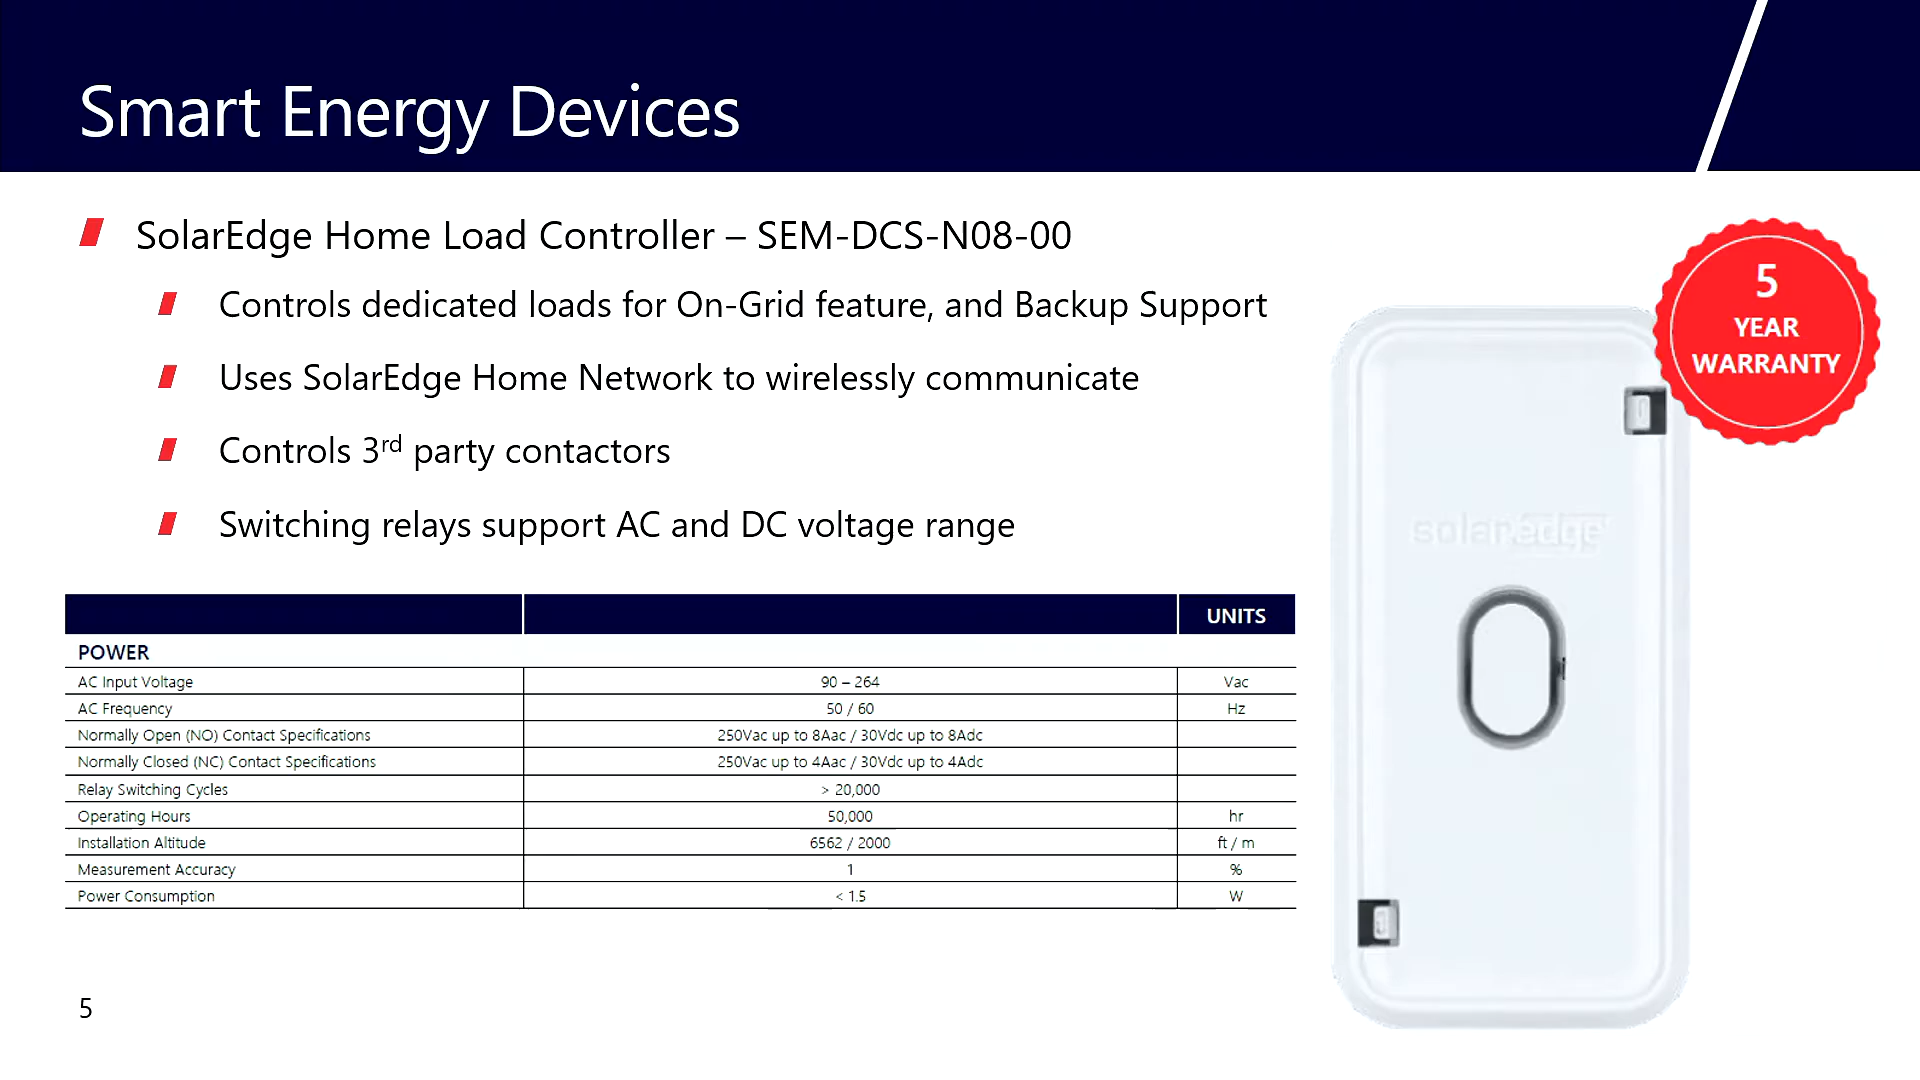 Smart Energy Devices
SolarEdge Home Load Controller – SEM-DCS-N08-00
Controls dedicated loads for On-Grid feature, and Backup Support
Uses SolarEdge Home Network to wirelessly communicate
Controls 3rd party contactors
Switching relays support AC and DC voltage range
5
YEAR
WARRANTY
solaredge
UNITS
POWER
AC Input Voltage 90 – 264 Vac
AC Frequency 50 / 60 Hz
Normally Open (NO) Contact Specifications 250Vac up to 8Aac / 30Vdc up to 8Adc
Normally Closed (NC) Contact Specifications 250Vac up to 4Aac / 30Vdc up to 4Adc
Relay Switching Cycles > 20,000
Operating Hours 50,000 hr
Installation Altitude 6562 / 2000 ft / m
Measurement Accuracy 1 %
Power Consumption < 1.5 W
5